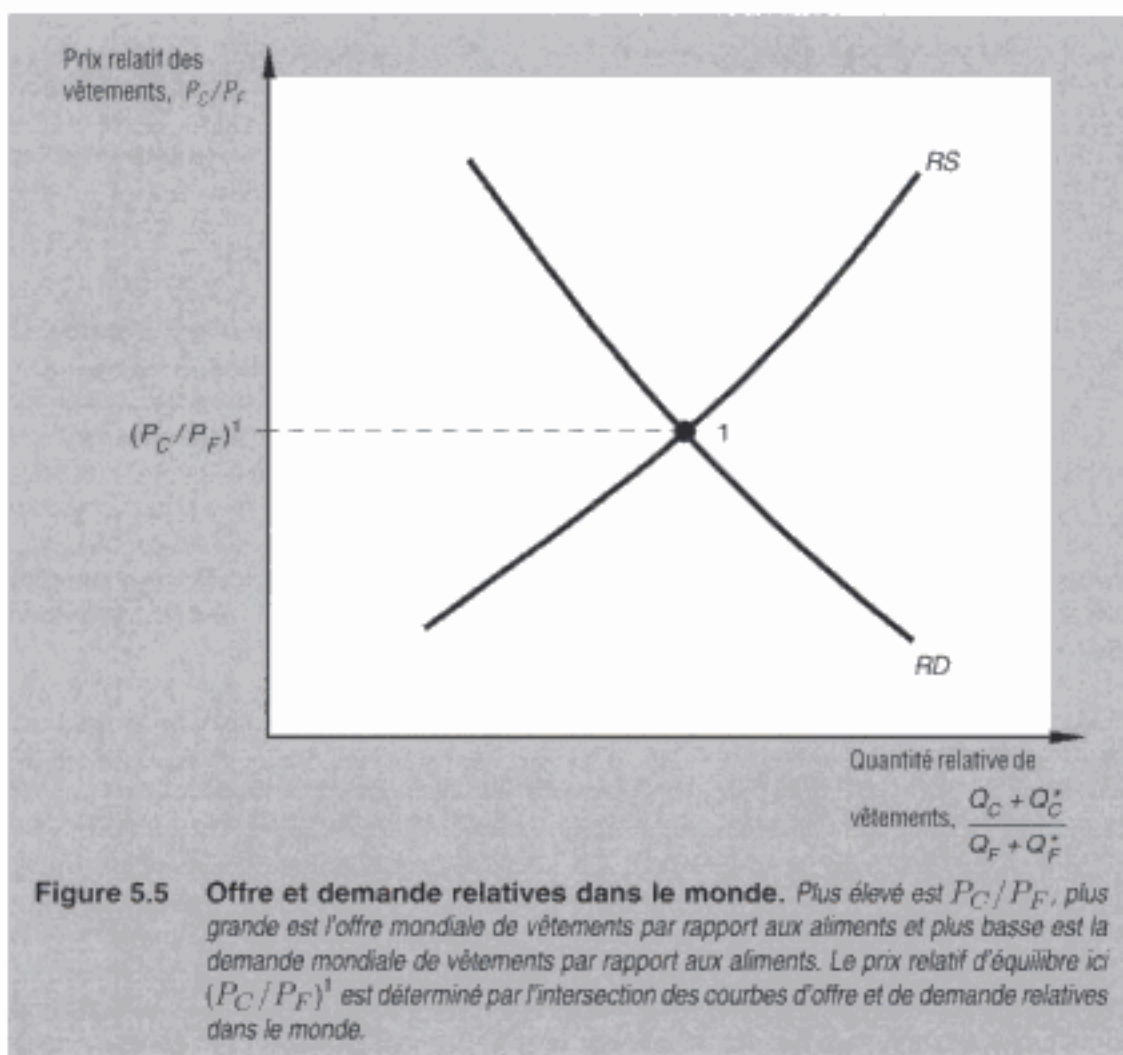 Prix relatif des
vêtements, P_C/P_F
RS
(P_C/P_F)¹
1
RD
Quantité relative de
vêtements, (Q_C + Q_C*)/(Q_F + Q_F*)
Figure 5.5 Offre et demande relatives dans le monde. Plus élevé est P_C/P_F, plus
grande est l'offre mondiale de vêtements par rapport aux aliments et plus basse est la
demande mondiale de vêtements par rapport aux aliments. Le prix relatif d'équilibre ici
(P_C/P_F)¹ est déterminé par l'intersection des courbes d'offre et de demande relatives
dans le monde.